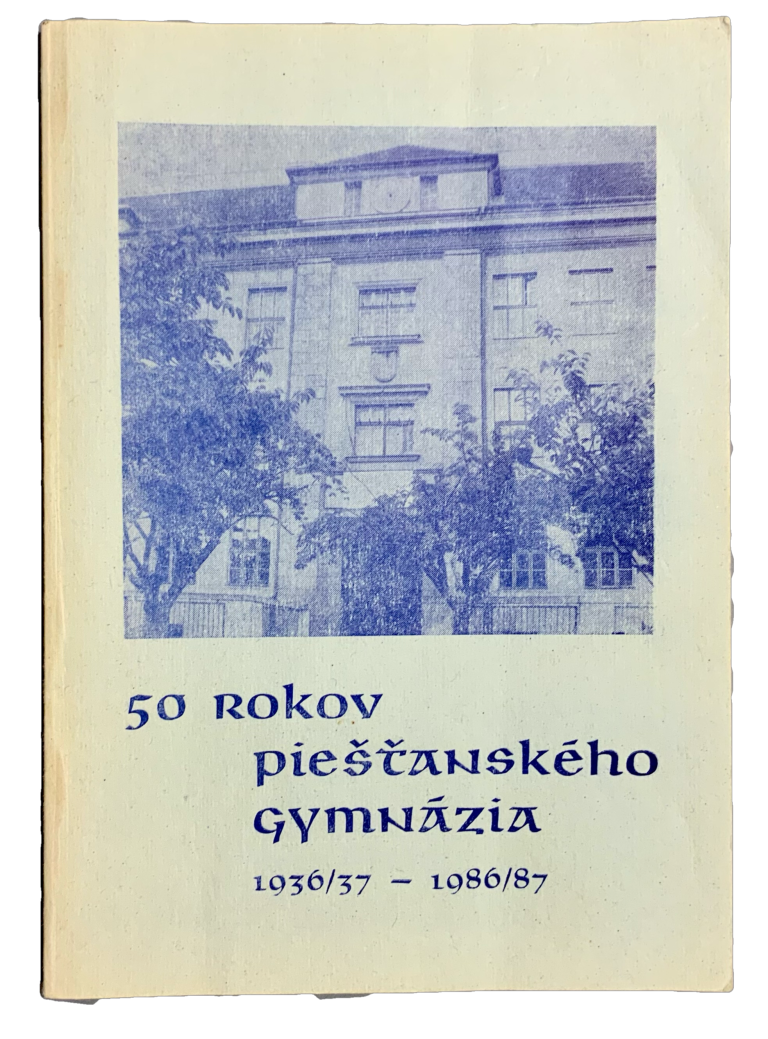 50 rokov
piešťanského
gymnázia
1936/37 – 1986/87